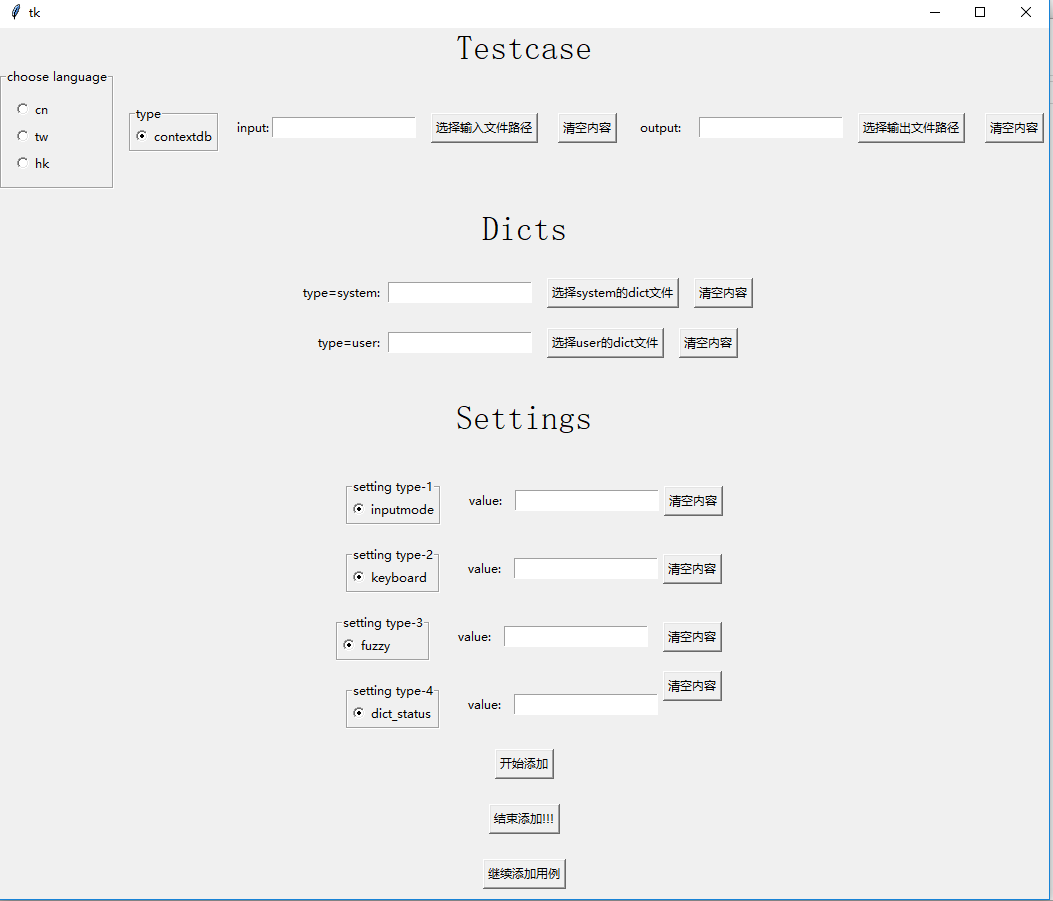 tk
Testcase
choose language
cn
tw
hk
type
contextdb
input:
选择输入文件路径
清空内容
output:
选择输出文件路径
清空内容
Dicts
type=system:
选择system的dict文件
清空内容
type=user:
选择user的dict文件
清空内容
Settings
setting type-1
inputmode
value:
清空内容
setting type-2
keyboard
value:
清空内容
setting type-3
fuzzy
value:
清空内容
setting type-4
dict_status
value:
清空内容
开始添加
结束添加!!!
继续添加用例